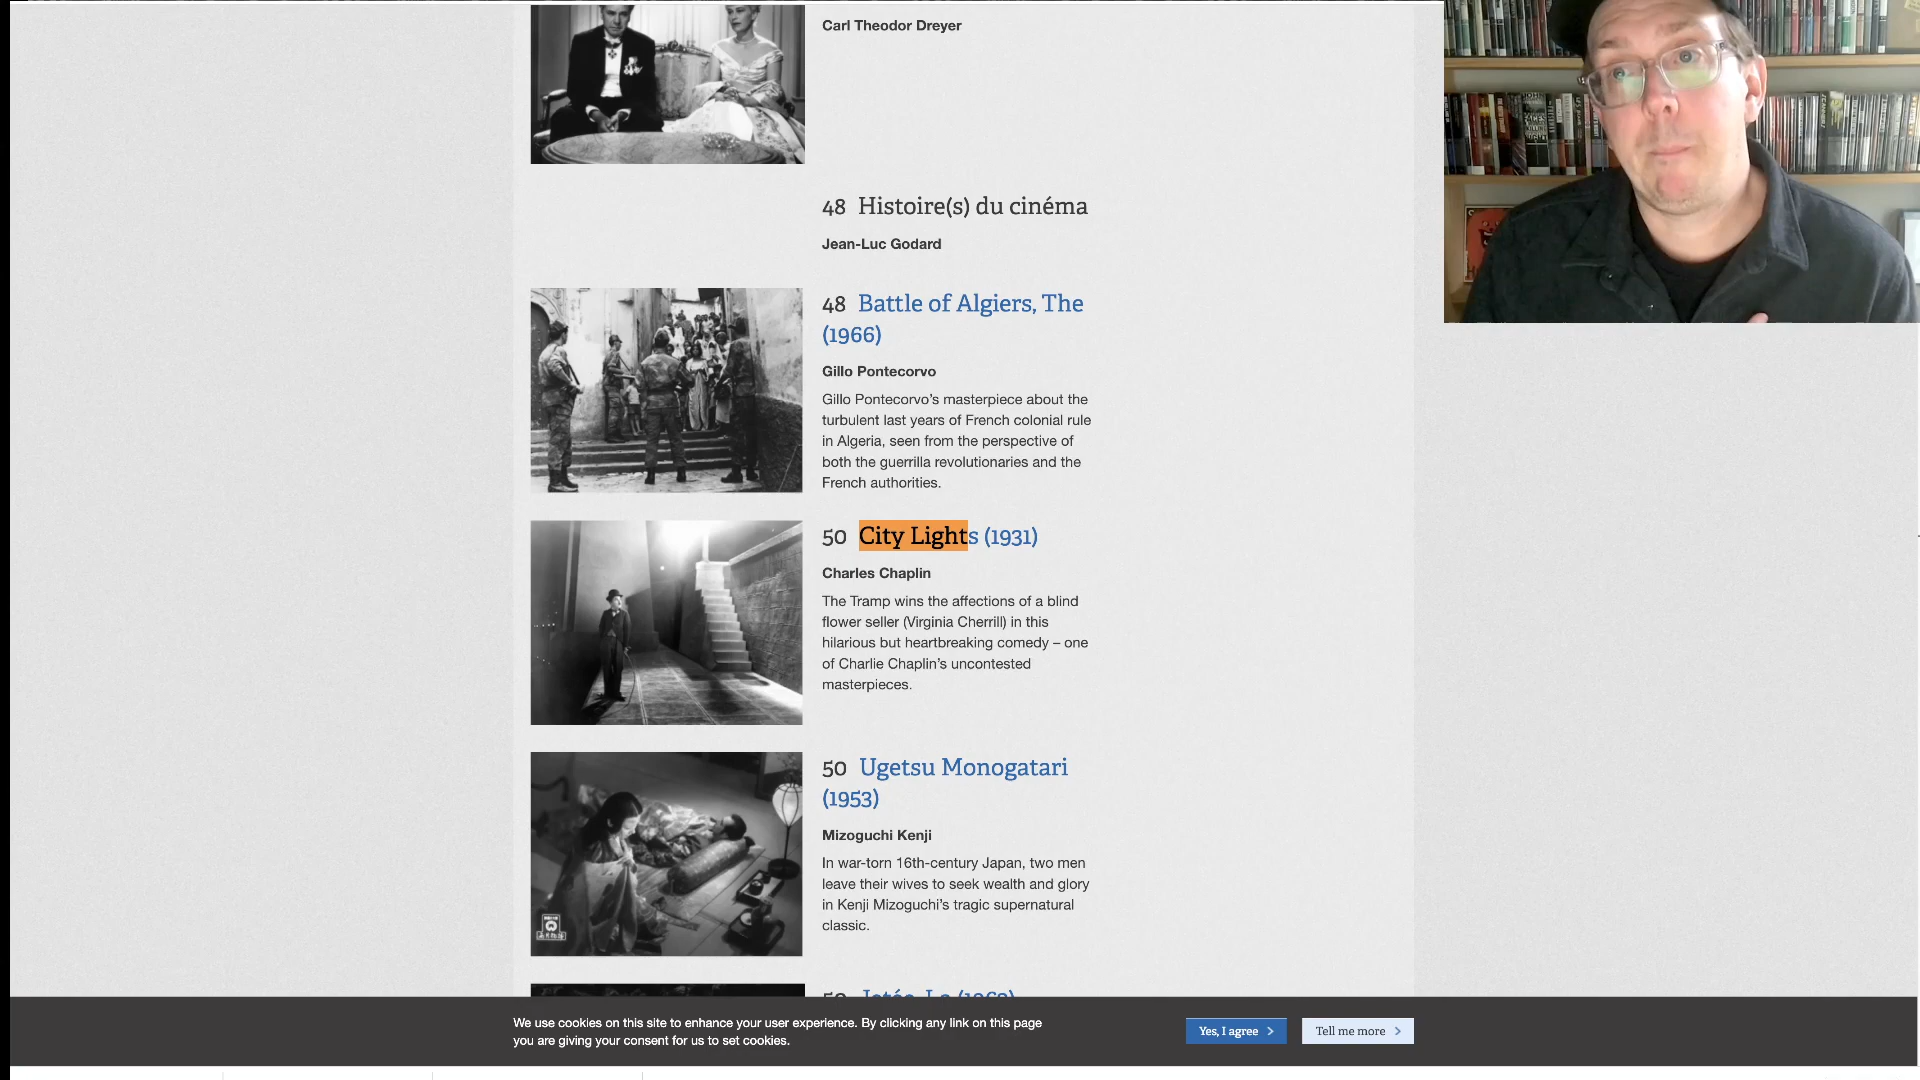 Carl Theodor Dreyer
48 Histoire(s) du cinéma
Jean-Luc Godard
48 Battle of Algiers, The
(1966)
Gillo Pontecorvo
Gillo Pontecorvo’s masterpiece about the
turbulent last years of French colonial rule
in Algeria, seen from the perspective of
both the guerrilla revolutionaries and the
French authorities.
50 City Lights (1931)
Charles Chaplin
The Tramp wins the affections of a blind
flower seller (Virginia Cherrill) in this
hilarious but heartbreaking comedy – one
of Charlie Chaplin’s uncontested
masterpieces.
50 Ugetsu Monogatari
(1953)
Mizoguchi Kenji
In war-torn 16th-century Japan, two men
leave their wives to seek wealth and glory
in Kenji Mizoguchi’s tragic supernatural
classic.
50 Jetée, La (1962)
We use cookies on this site to enhance your user experience. By clicking any link on this page
you are giving your consent for us to set cookies.
Yes, I agree >
Tell me more >